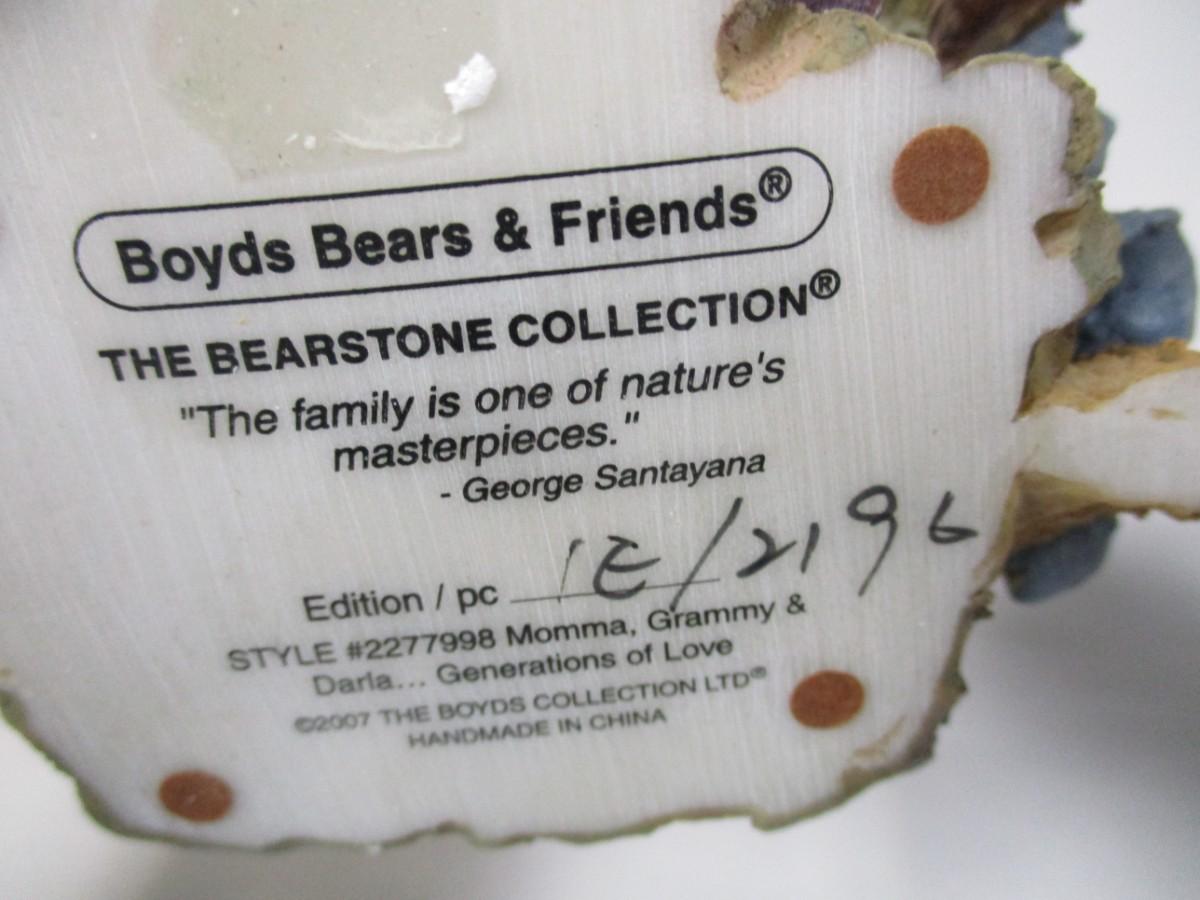 Boyds Bears & Friends®
THE BEARSTONE COLLECTION®
"The family is one of nature's
masterpieces."
- George Santayana
Edition / pc 1E/2196
STYLE #2277998 Momma, Grammy &
Darla... Generations of Love
©2007 THE BOYDS COLLECTION LTD®
HANDMADE IN CHINA